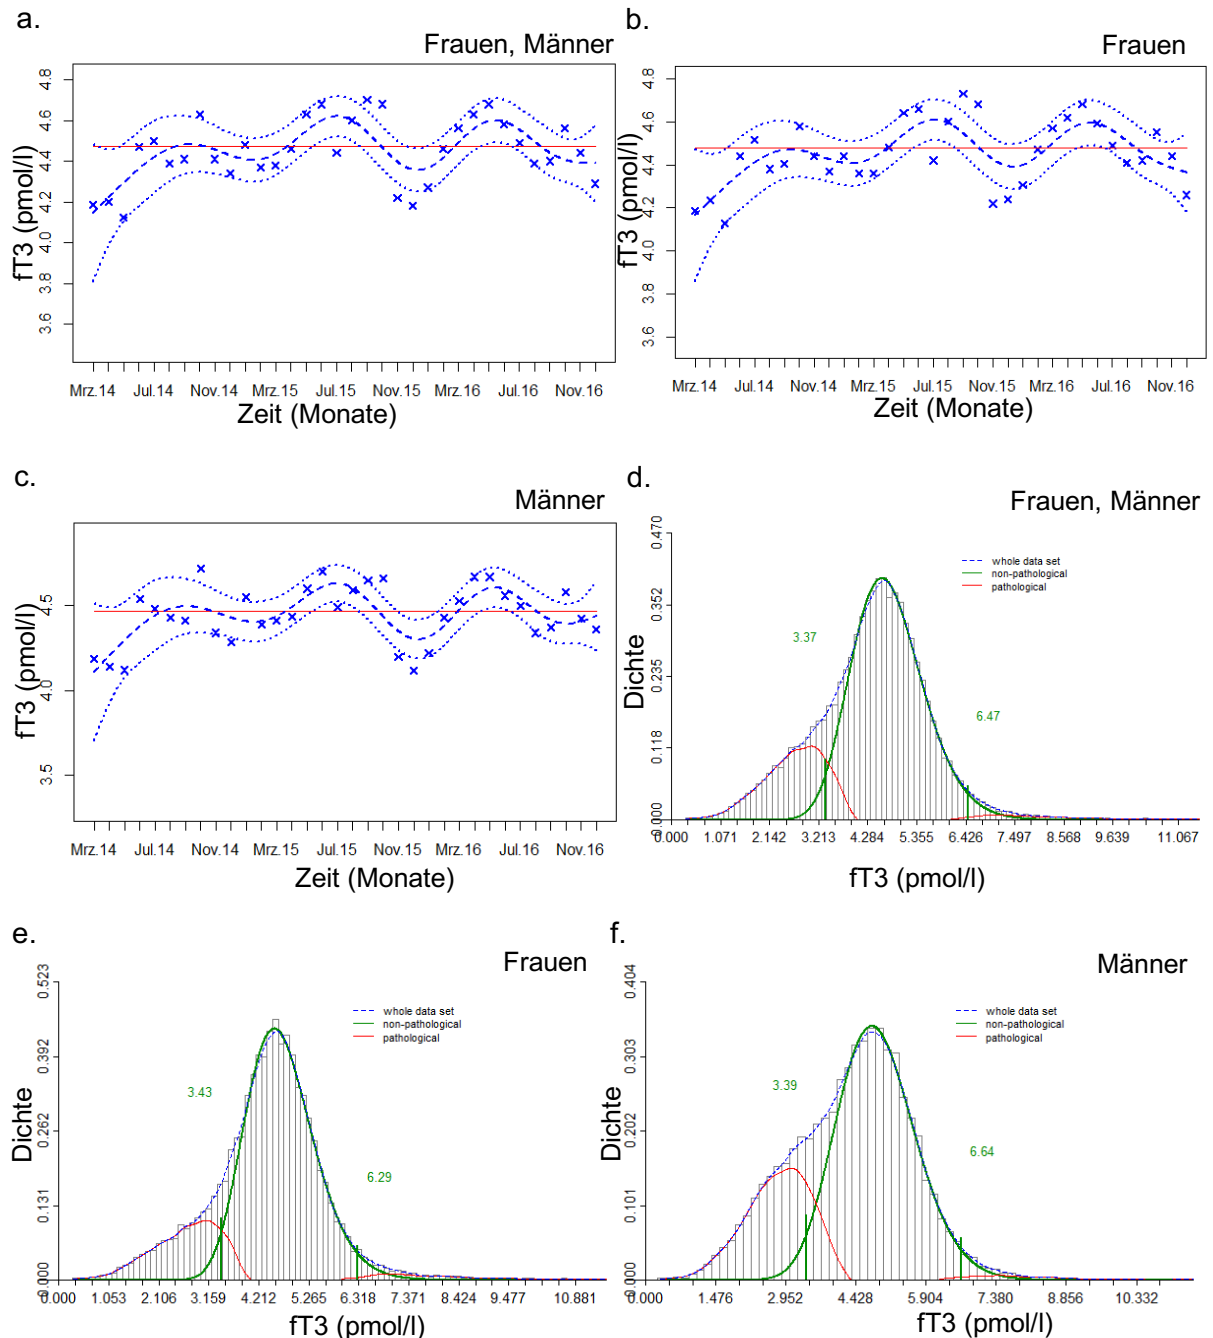 a.
Frauen, Männer
fT3 (pmol/l)
4.8
4.6
4.4
4.2
4.0
3.8
3.6
Mrz.14 Jul.14 Nov.14 Mrz.15 Jul.15 Nov.15 Mrz.16 Jul.16 Nov.16
Zeit (Monate)
b.
Frauen
fT3 (pmol/l)
4.8
4.6
4.4
4.2
4.0
3.8
3.6
Mrz.14 Jul.14 Nov.14 Mrz.15 Jul.15 Nov.15 Mrz.16 Jul.16 Nov.16
Zeit (Monate)
c.
Männer
fT3 (pmol/l)
4.5
4.0
3.5
Mrz.14 Jul.14 Nov.14 Mrz.15 Jul.15 Nov.15 Mrz.16 Jul.16 Nov.16
Zeit (Monate)
d.
Frauen, Männer
Dichte
0.470
0.352
0.235
0.118
0.000
whole data set
non-pathological
pathological
3.37
6.47
0.000 1.071 2.142 3.213 4.284 5.355 6.426 7.497 8.568 9.639 11.067
fT3 (pmol/l)
e.
Frauen
Dichte
0.523
0.392
0.262
0.131
0.000
whole data set
non-pathological
pathological
3.43
6.29
0.000 1.053 2.106 3.159 4.212 5.265 6.318 7.371 8.424 9.477 10.881
fT3 (pmol/l)
f.
Männer
Dichte
0.404
0.303
0.202
0.101
0.000
whole data set
non-pathological
pathological
3.39
6.64
0.000 1.476 2.952 4.428 5.904 7.380 8.856 10.332
fT3 (pmol/l)